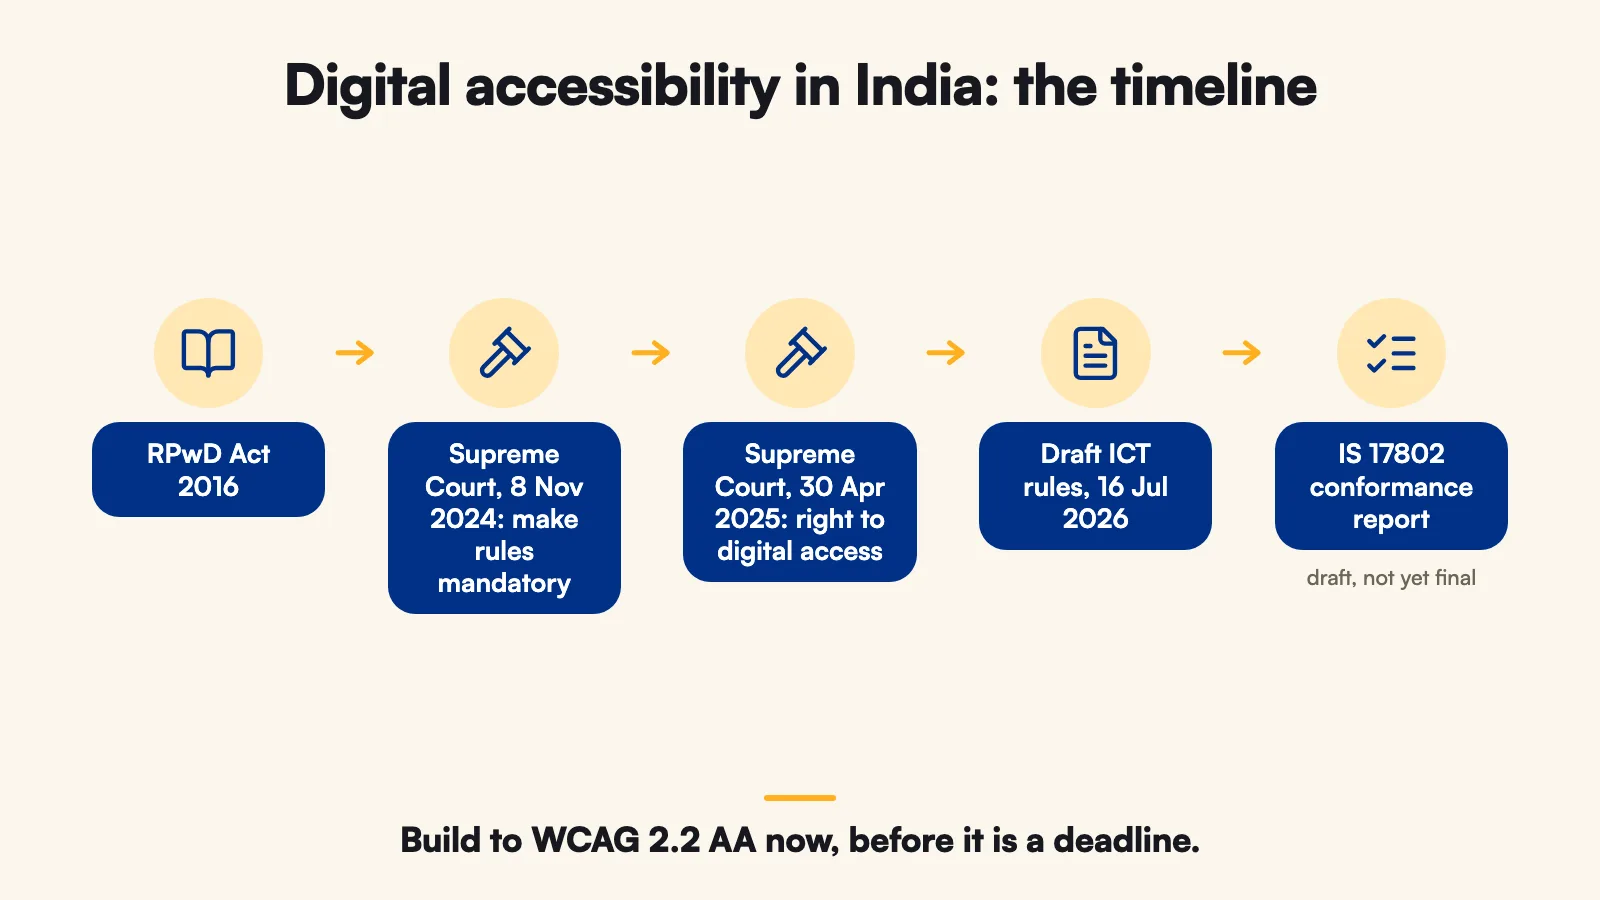 Digital accessibility in India: the timeline
RPwD Act
2016
Supreme
Court, 8 Nov
2024: make
rules
mandatory
Supreme
Court, 30 Apr
2025: right to
digital access
Draft ICT
rules, 16 Jul
2026
IS 17802
conformance
report
draft, not yet final
Build to WCAG 2.2 AA now, before it is a deadline.